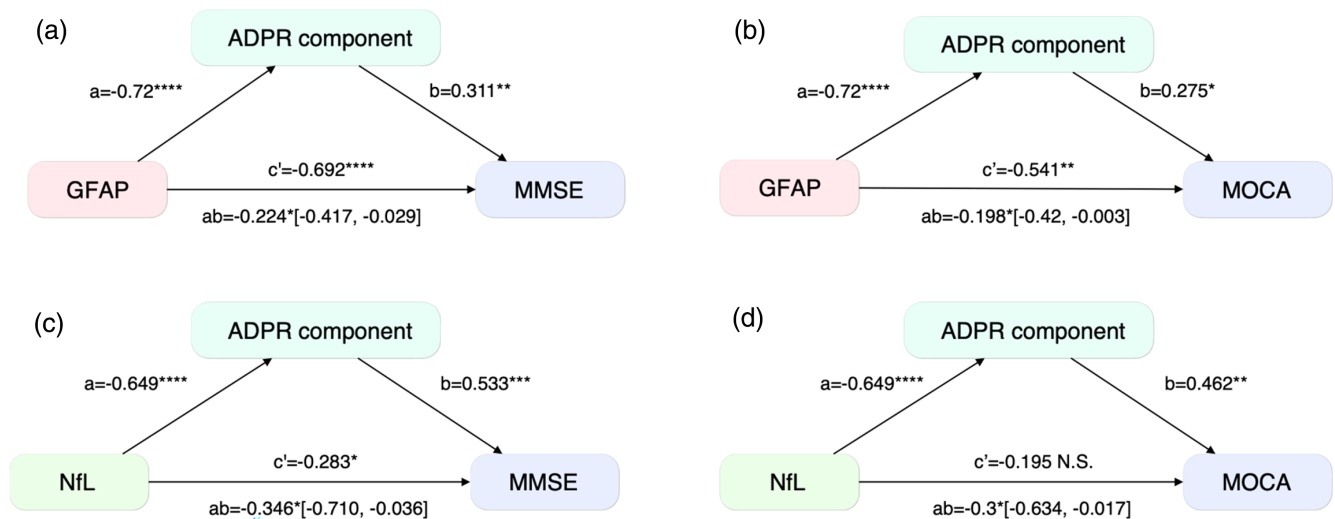 (a)
ADPR component
a=-0.72****
b=0.311**
GFAP
c'=-0.692****
MMSE
ab=-0.224*[-0.417, -0.029]
(b)
ADPR component
a=-0.72****
b=0.275*
GFAP
c’=-0.541**
MOCA
ab=-0.198*[-0.42, -0.003]
(c)
ADPR component
a=-0.649****
b=0.533***
NfL
c'=-0.283*
MMSE
ab=-0.346*[-0.710, -0.036]
(d)
ADPR component
a=-0.649****
b=0.462**
NfL
c’=-0.195 N.S.
MOCA
ab=-0.3*[-0.634, -0.017]